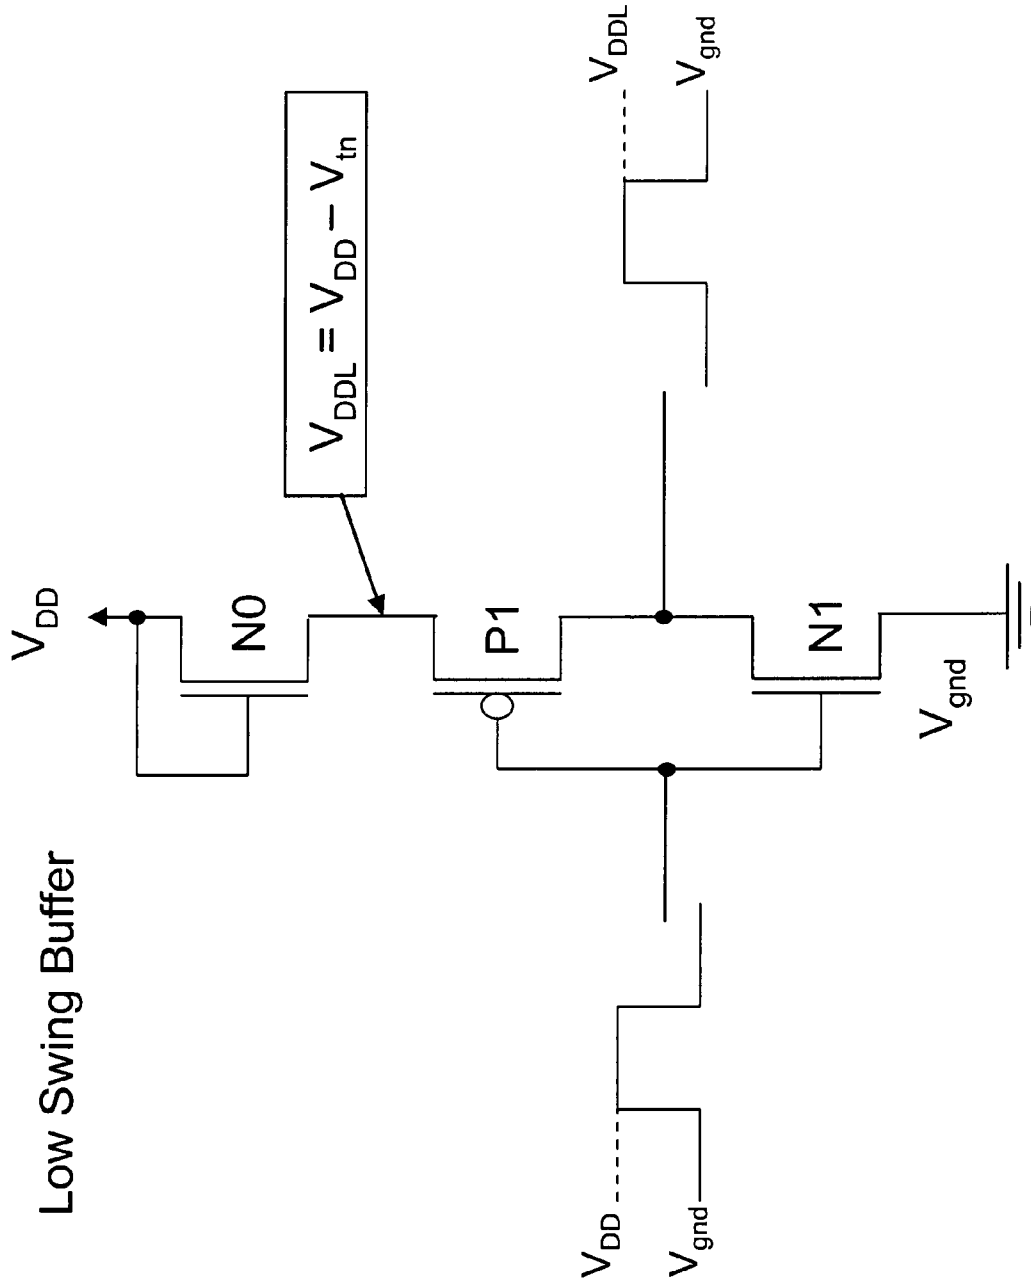 Low Swing Buffer
V_DD
N0
V_DDL = V_DD − V_tn
P1
V_DD
V_gnd
V_DDL
V_gnd
N1
V_gnd